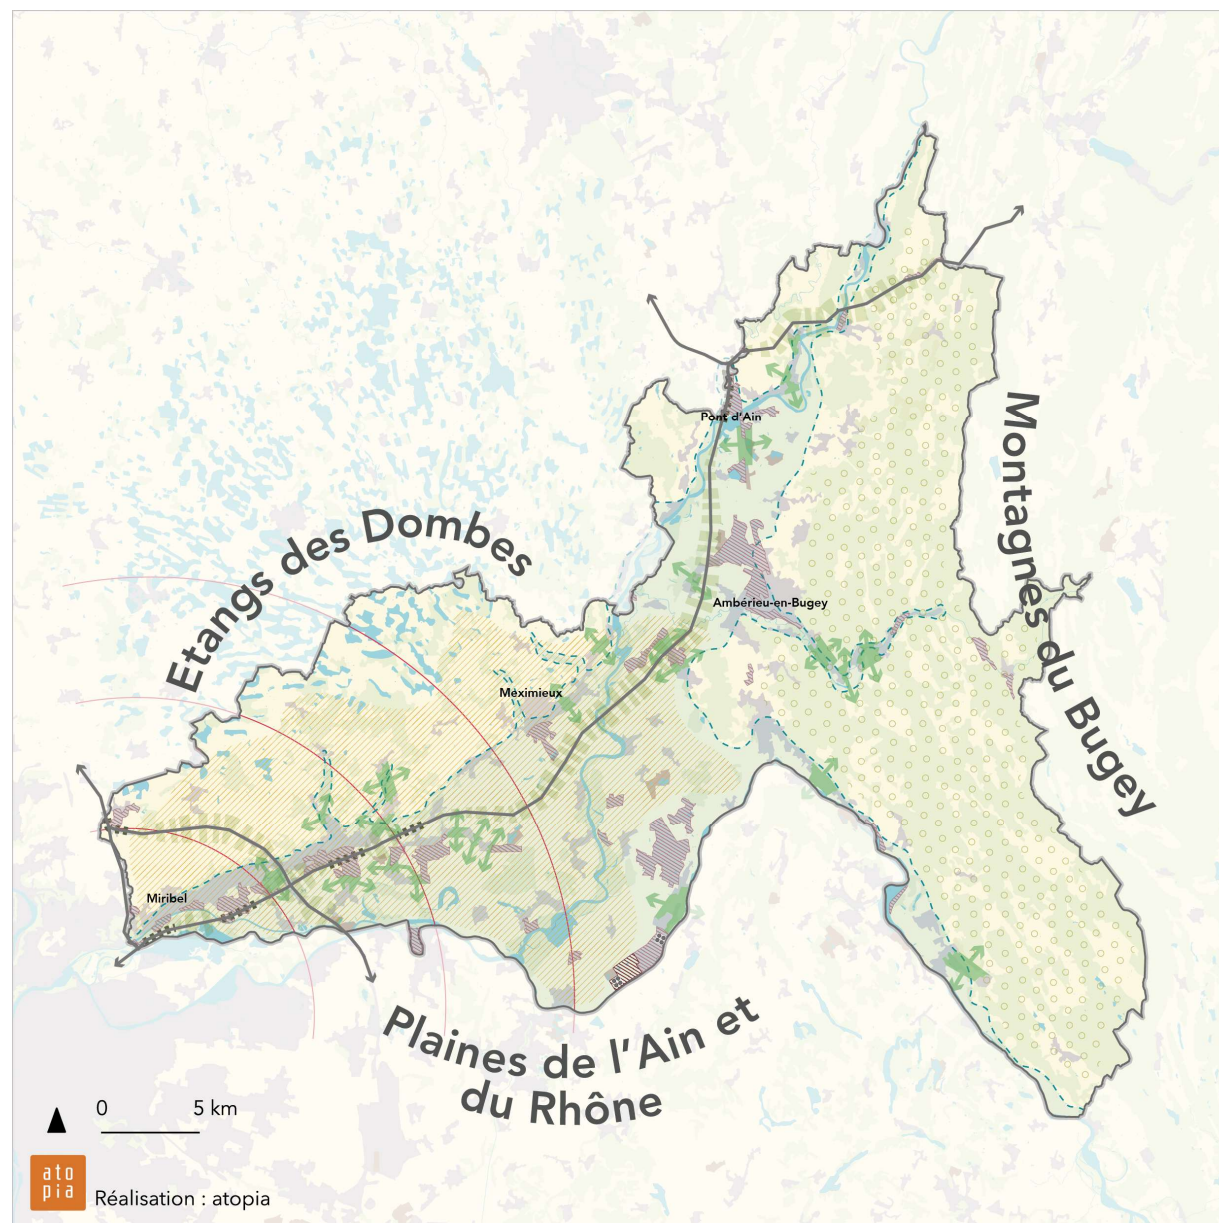 Montagnes du Bugey
Pont d'Ain
Etangs des Dombes
Ambérieu-en-Bugey
Meximieux
Miribel
Plaines de l'Ain et
du Rhône
0 5 km
ato
pia
Réalisation : atopia